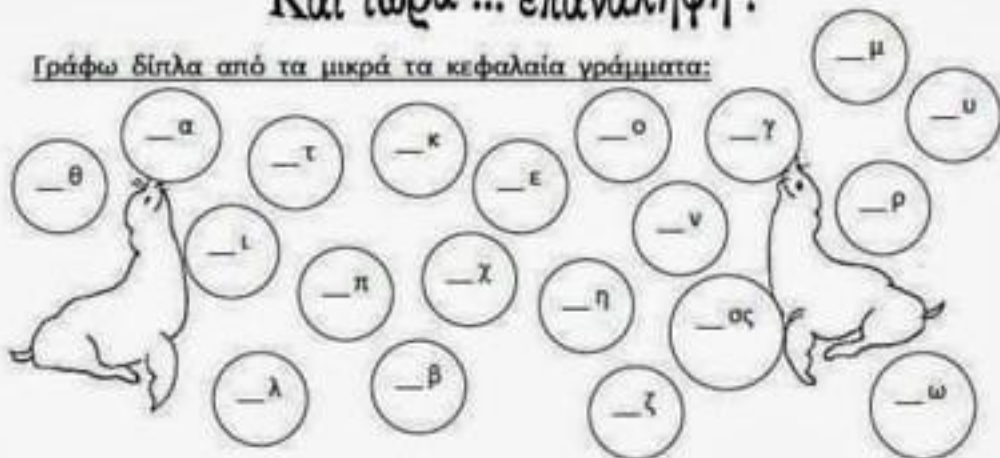 Και τώρα ... επανάληψη !
Γράφω δίπλα από τα μικρά τα κεφαλαία γράμματα:
__μ
__υ
__α
__τ
__κ
__ο
__γ
__θ
__ε
__ρ
__ν
__ι
__π
__χ
__η
__σς
__λ
__β
__ζ
__ω